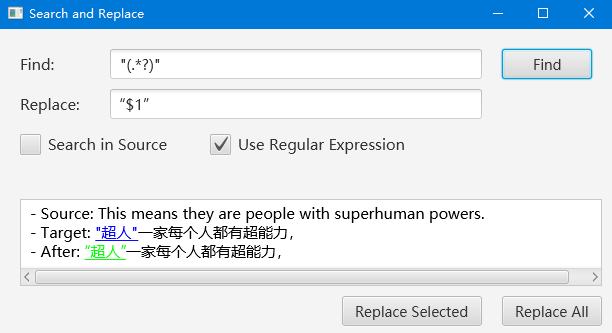 Search and Replace
Find: "(.*?)" Find
Replace: “$1”
Search in Source Use Regular Expression
- Source: This means they are people with superhuman powers.
- Target: "超人"一家每个人都有超能力，
- After: “超人”一家每个人都有超能力，
Replace Selected Replace All